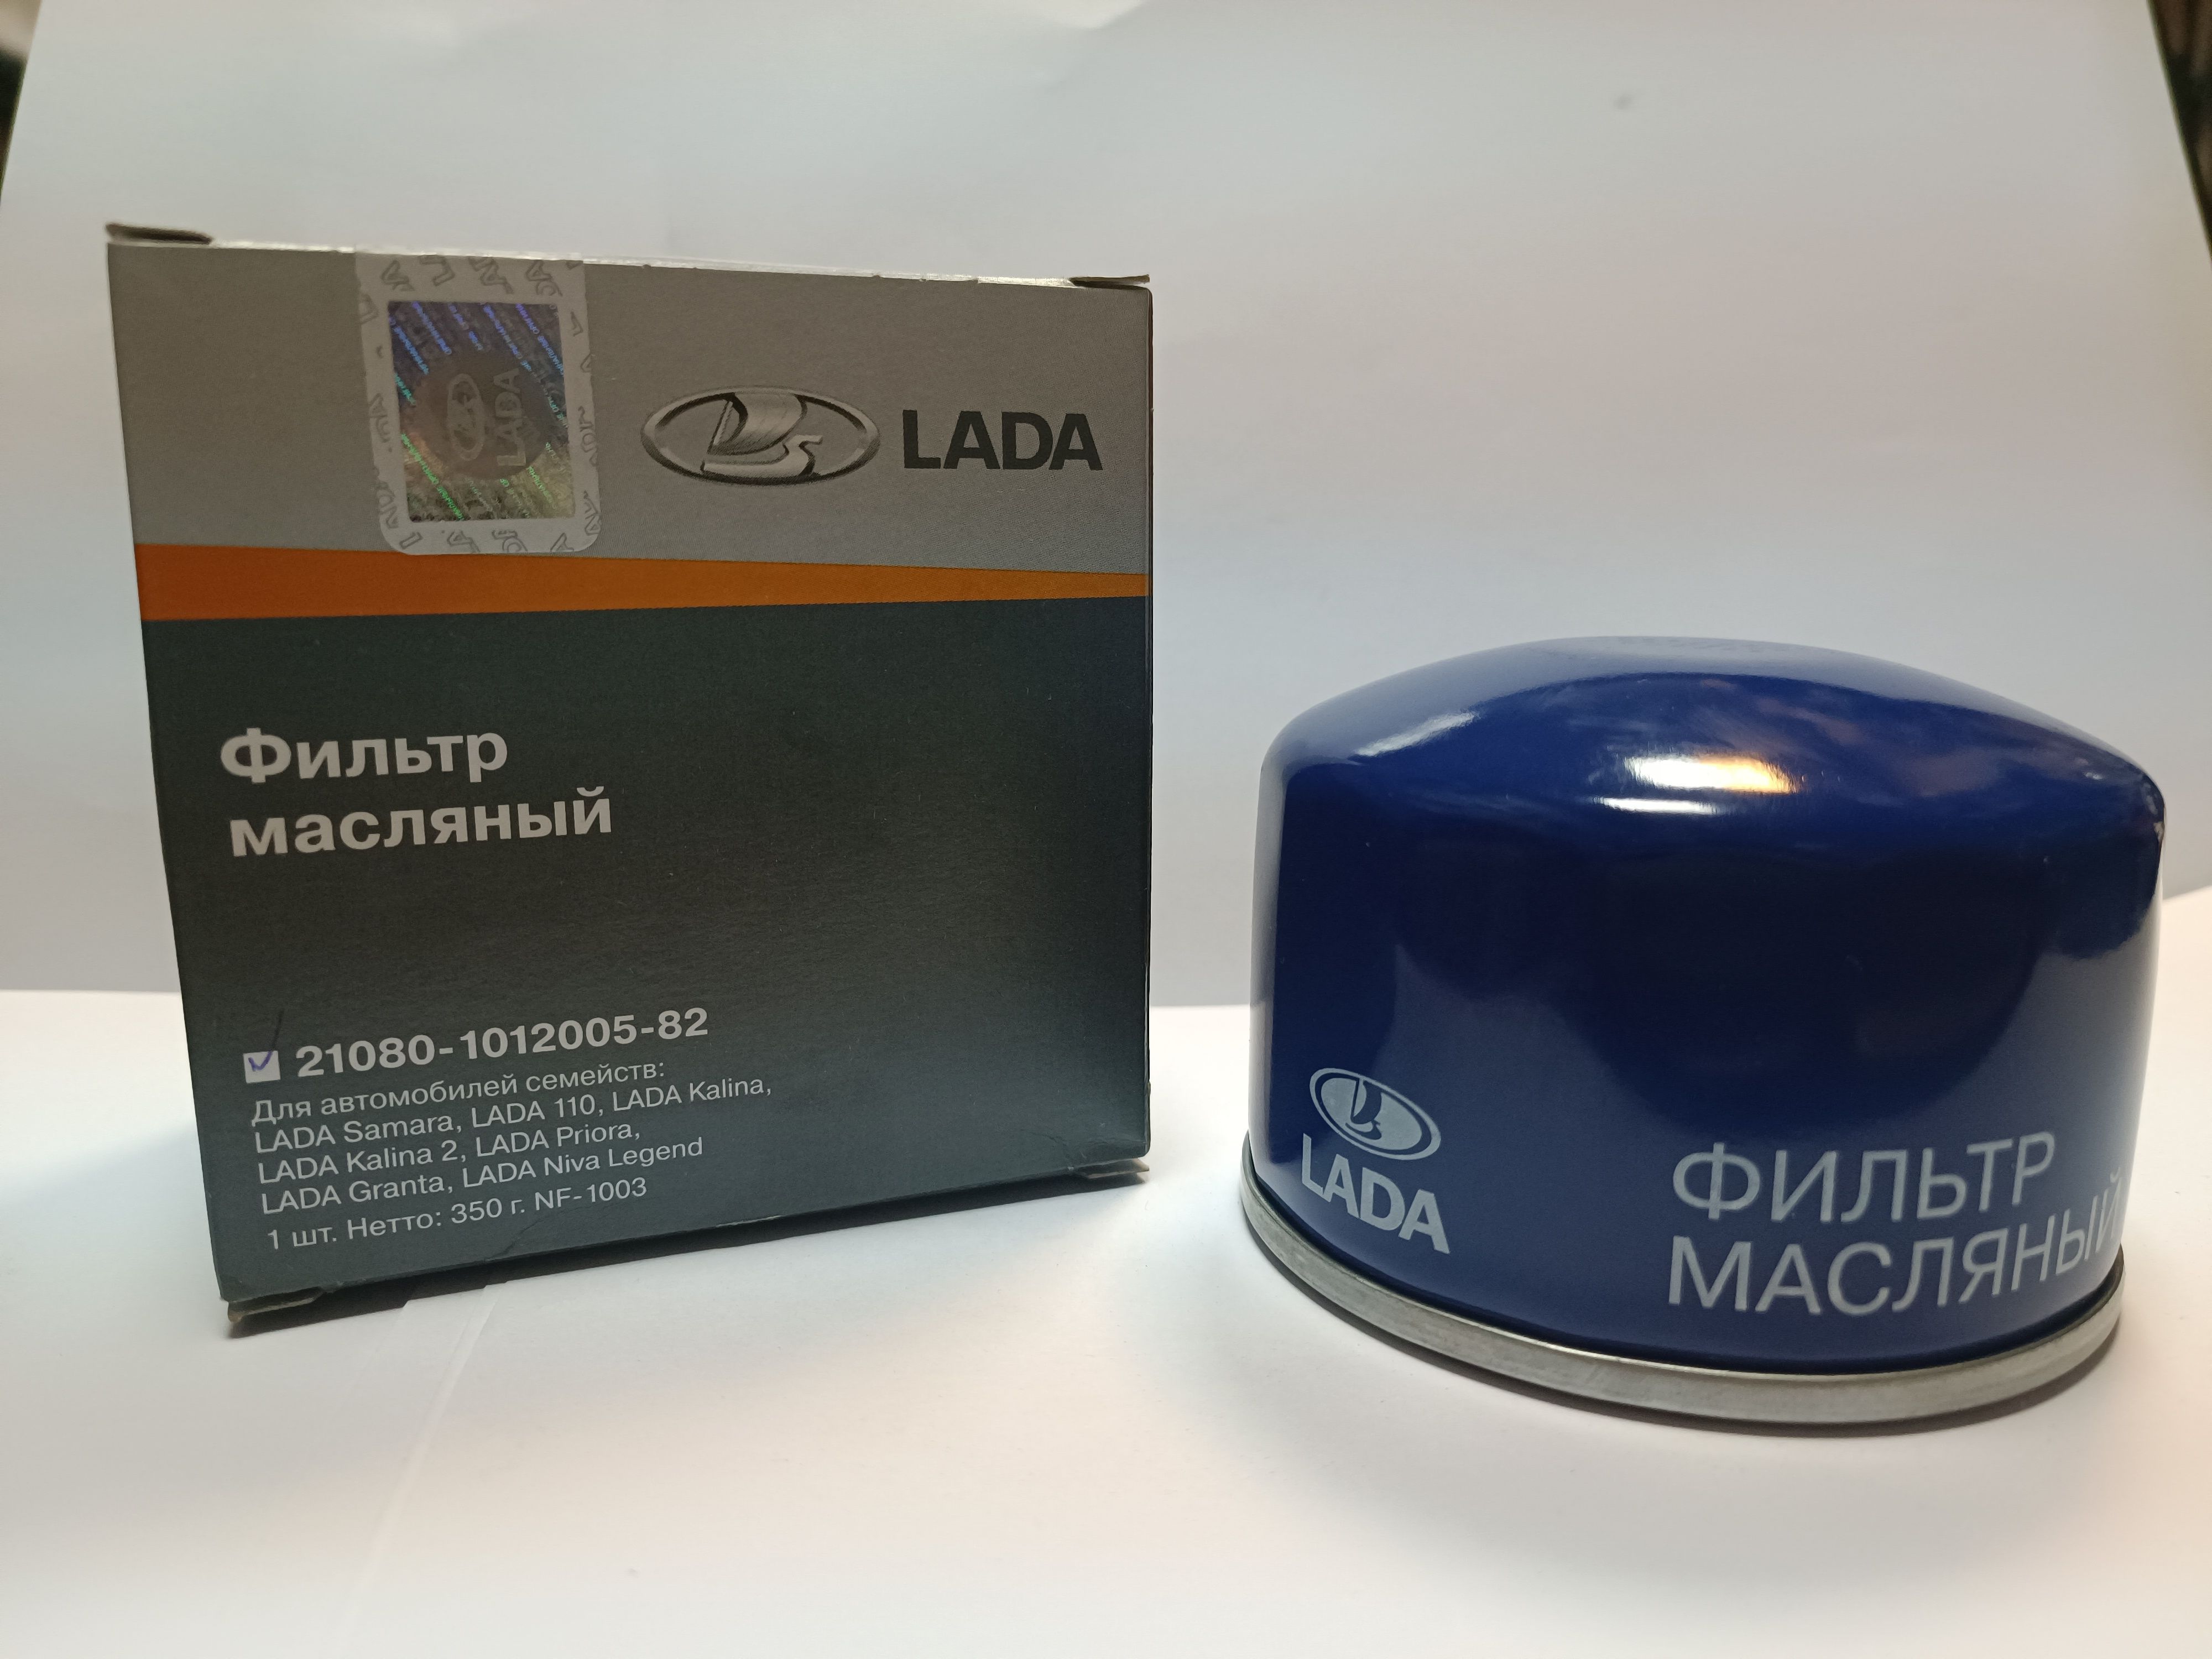 LADA
LADA
Фильтр
масляный
21080-1012005-82
Для автомобилей семейств:
LADA Samara, LADA 110, LADA Kalina,
LADA Kalina 2, LADA Priora,
LADA Granta, LADA Niva Legend
1 шт. Нетто: 350 г. NF-1003
LADA
ФИЛЬТР
МАСЛЯНЫЙ